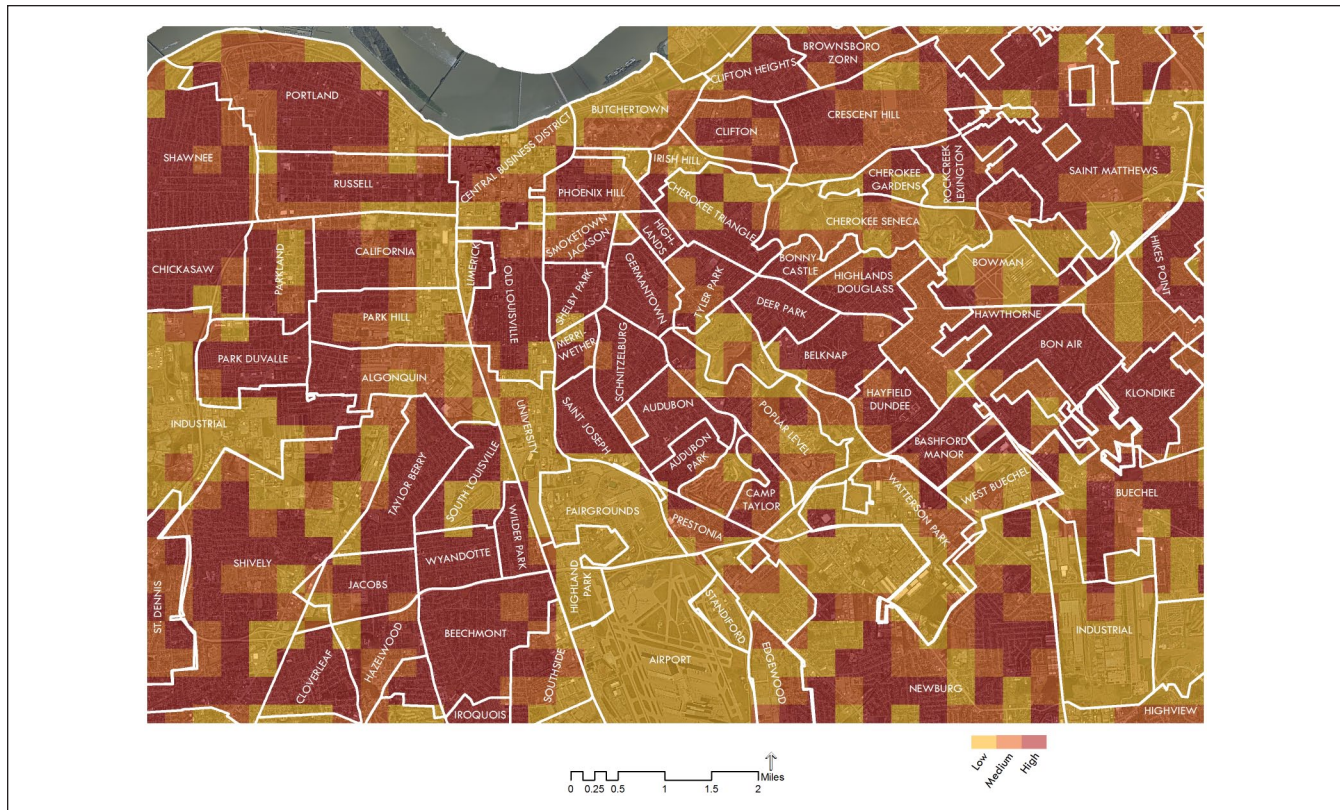 BROWNSBORO
ZORN
CLIFTON HEIGHTS
PORTLAND
BUTCHERTOWN
CRESCENT HILL
CLIFTON
CENTRAL BUSINESS DISTRICT
SHAWNEE
IRISH HILL
SAINT MATTHEWS
RUSSELL
PHOENIX HILL
CHEROKEE
GARDENS
ROCKCREEK
LEXINGTON
CHEROKEE TRIANGLE
CHEROKEE SENECA
SMOKETOWN
JACKSON
HIGH-
LANDS
CALIFORNIA
LIMERICK
BONNY
CASTLE
BOWMAN
HIKES POINT
CHICKASAW
PARKLAND
OLD LOUISVILLE
GERMANTOWN
HIGHLANDS
DOUGLASS
SHELBY PARK
TYLER PARK
DEER PARK
HAWTHORNE
PARK HILL
MERRI-
WETHER
BON AIR
PARK DUVALLE
BELKNAP
SCHNITZELBURG
ALGONQUIN
HAYFIELD
DUNDEE
KLONDIKE
AUDUBON
INDUSTRIAL
UNIVERSITY
SAINT JOSEPH
POPLAR LEVEL
BASHFORD
MANOR
AUDUBON
PARK
TAYLOR BERRY
SOUTH LOUISVILLE
WEST BUECHEL
CAMP
TAYLOR
WATTERSON PARK
BUECHEL
FAIRGROUNDS
WILDER PARK
PRESTONIA
SHIVELY
WYANDOTTE
JACOBS
HIGHLAND
PARK
ST. DENNIS
STANDIFORD
BEECHMONT
INDUSTRIAL
HAZELWOOD
CLOVERLEAF
SOUTHSIDE
AIRPORT
EDGEWOOD
NEWBURG
IROQUOIS
HIGHVIEW
Low
Medium
High
Miles
0 0.25 0.5 1 1.5 2